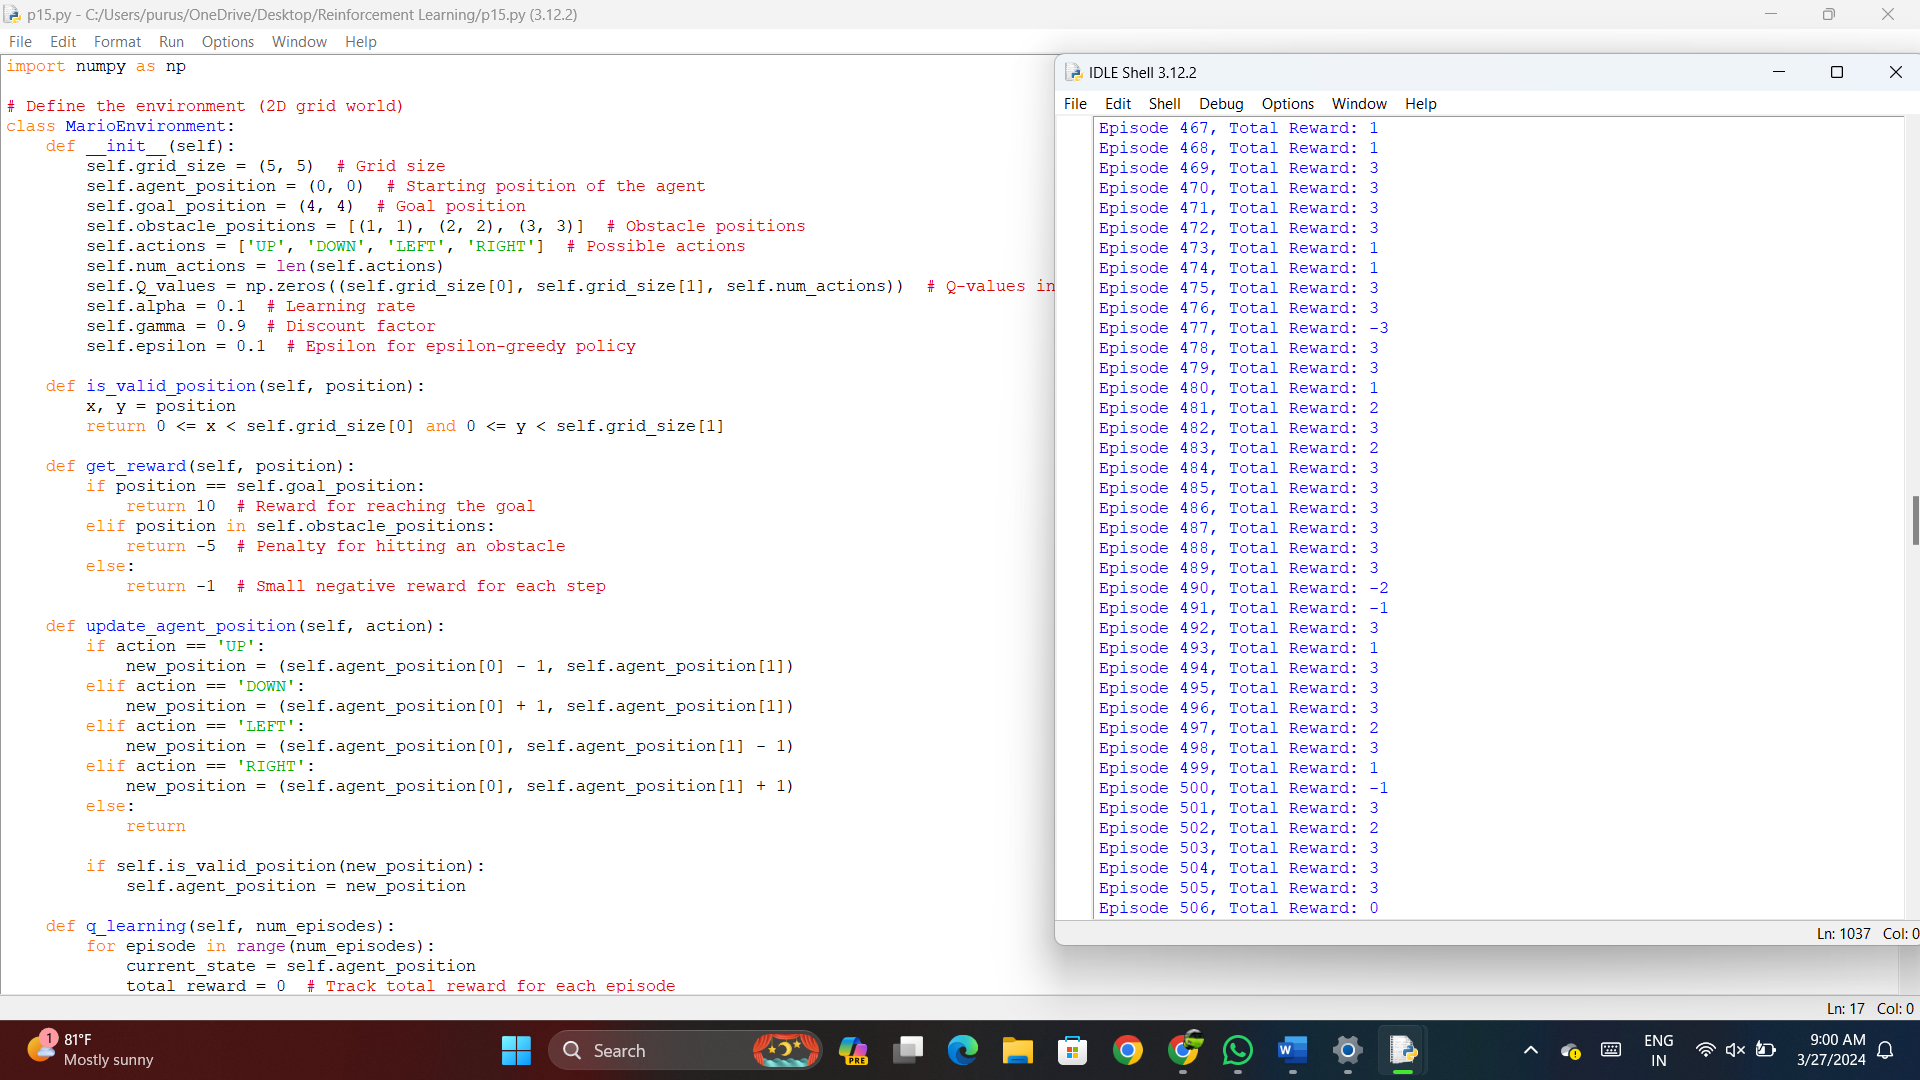 p15.py - C:/Users/purus/OneDrive/Desktop/Reinforcement Learning/p15.py (3.12.2)
File Edit Format Run Options Window Help
import numpy as np
# Define the environment (2D grid world)
class MarioEnvironment:
    def __init__(self):
        self.grid_size = (5, 5)  # Grid size
        self.agent_position = (0, 0)  # Starting position of the agent
        self.goal_position = (4, 4)  # Goal position
        self.obstacle_positions = [(1, 1), (2, 2), (3, 3)]  # Obstacle positions
        self.actions = ['UP', 'DOWN', 'LEFT', 'RIGHT']  # Possible actions
        self.num_actions = len(self.actions)
        self.Q_values = np.zeros((self.grid_size[0], self.grid_size[1], self.num_actions))  # Q-values in
        self.alpha = 0.1  # Learning rate
        self.gamma = 0.9  # Discount factor
        self.epsilon = 0.1  # Epsilon for epsilon-greedy policy
    def is_valid_position(self, position):
        x, y = position
        return 0 <= x < self.grid_size[0] and 0 <= y < self.grid_size[1]
    def get_reward(self, position):
        if position == self.goal_position:
            return 10  # Reward for reaching the goal
        elif position in self.obstacle_positions:
            return -5  # Penalty for hitting an obstacle
        else:
            return -1  # Small negative reward for each step
    def update_agent_position(self, action):
        if action == 'UP':
            new_position = (self.agent_position[0] - 1, self.agent_position[1])
        elif action == 'DOWN':
            new_position = (self.agent_position[0] + 1, self.agent_position[1])
        elif action == 'LEFT':
            new_position = (self.agent_position[0], self.agent_position[1] - 1)
        elif action == 'RIGHT':
            new_position = (self.agent_position[0], self.agent_position[1] + 1)
        else:
            return
        if self.is_valid_position(new_position):
            self.agent_position = new_position
    def q_learning(self, num_episodes):
        for episode in range(num_episodes):
            current_state = self.agent_position
            total_reward = 0  # Track total reward for each episode
Ln: 17 Col: 0
IDLE Shell 3.12.2
File Edit Shell Debug Options Window Help
Episode 467, Total Reward: 1
Episode 468, Total Reward: 1
Episode 469, Total Reward: 3
Episode 470, Total Reward: 3
Episode 471, Total Reward: 3
Episode 472, Total Reward: 3
Episode 473, Total Reward: 1
Episode 474, Total Reward: 1
Episode 475, Total Reward: 3
Episode 476, Total Reward: 3
Episode 477, Total Reward: -3
Episode 478, Total Reward: 3
Episode 479, Total Reward: 3
Episode 480, Total Reward: 1
Episode 481, Total Reward: 2
Episode 482, Total Reward: 3
Episode 483, Total Reward: 2
Episode 484, Total Reward: 3
Episode 485, Total Reward: 3
Episode 486, Total Reward: 3
Episode 487, Total Reward: 3
Episode 488, Total Reward: 3
Episode 489, Total Reward: 3
Episode 490, Total Reward: -2
Episode 491, Total Reward: -1
Episode 492, Total Reward: 3
Episode 493, Total Reward: 1
Episode 494, Total Reward: 3
Episode 495, Total Reward: 3
Episode 496, Total Reward: 3
Episode 497, Total Reward: 2
Episode 498, Total Reward: 3
Episode 499, Total Reward: 1
Episode 500, Total Reward: -1
Episode 501, Total Reward: 3
Episode 502, Total Reward: 2
Episode 503, Total Reward: 3
Episode 504, Total Reward: 3
Episode 505, Total Reward: 3
Episode 506, Total Reward: 0
Ln: 1037 Col: 0
1
81°F
Mostly sunny
Search
PRE
W
ENG
IN
9:00 AM
3/27/2024